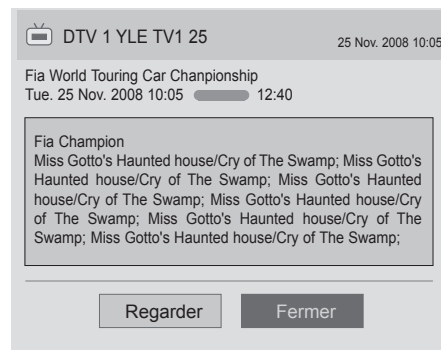 DTV 1 YLE TV1 25
25 Nov. 2008 10:05
Fia World Touring Car Chanpionship
Tue. 25 Nov. 2008 10:05 12:40
Fia Champion
Miss Gotto's Haunted house/Cry of The Swamp; Miss Gotto's
Haunted house/Cry of The Swamp; Miss Gotto's Haunted
house/Cry of The Swamp; Miss Gotto's Haunted house/Cry
of The Swamp; Miss Gotto's Haunted house/Cry of The
Swamp; Miss Gotto's Haunted house/Cry of The Swamp;
Regarder
Fermer